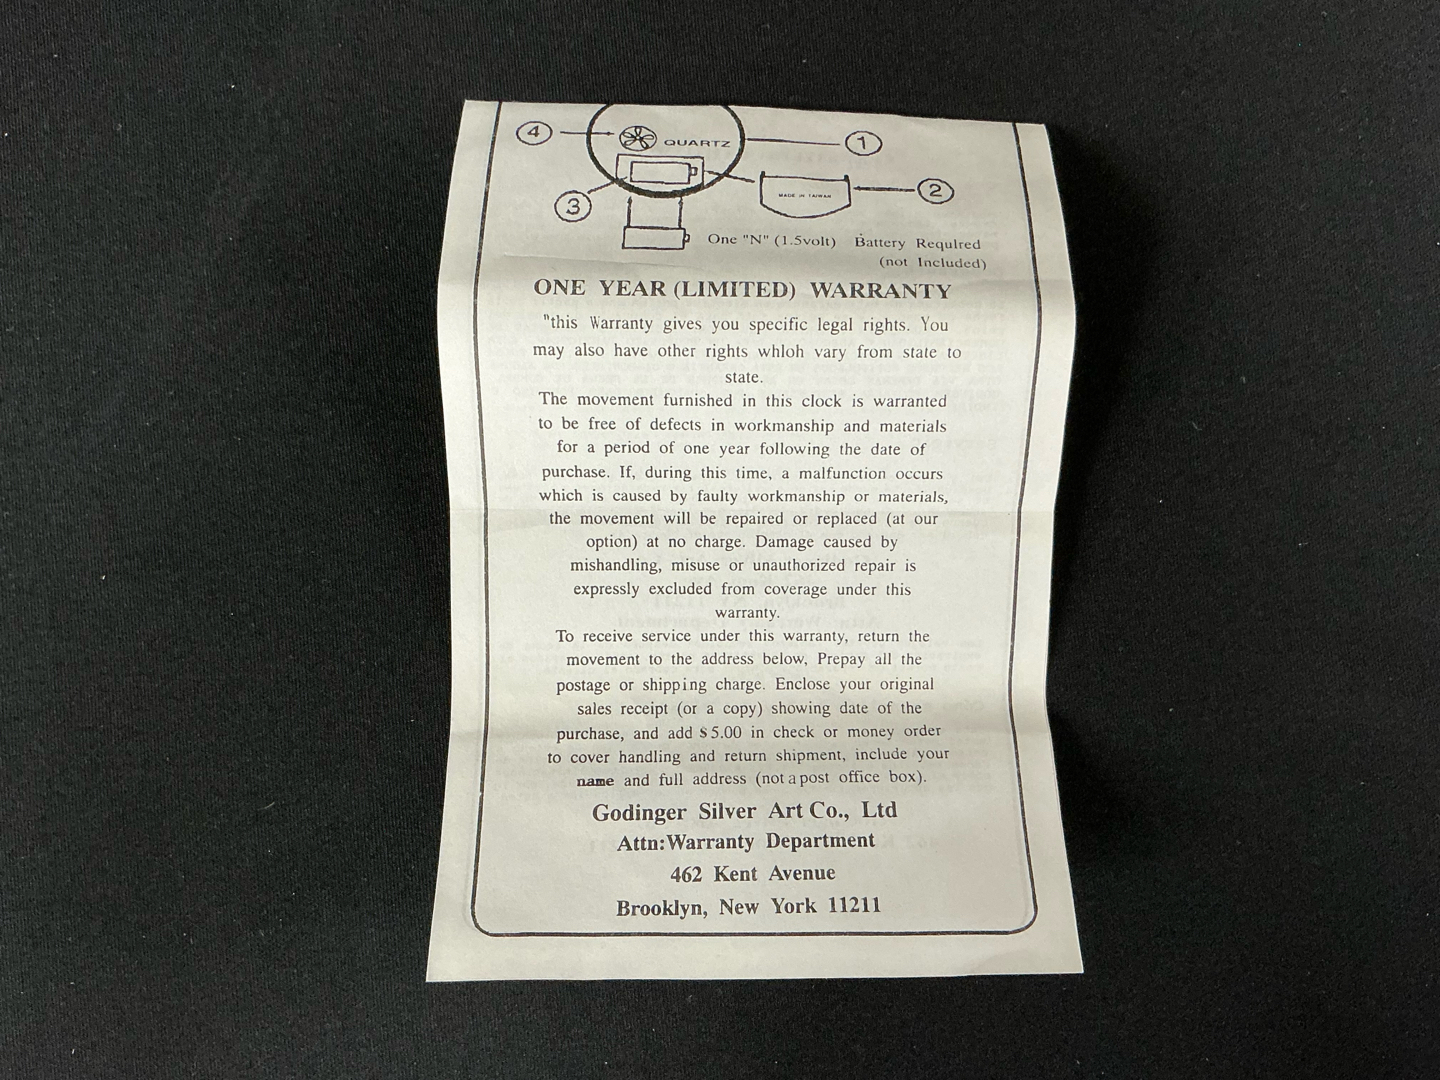 ④
QUARTZ
①
MADE IN TAIWAN
②
③
One "N" (1.5volt) Battery Requlred
(not Included)
ONE YEAR (LIMITED) WARRANTY
"this Warranty gives you specific legal rights. You
may also have other rights whloh vary from state to
state.
The movement furnished in this clock is warranted
to be free of defects in workmanship and materials
for a period of one year following the date of
purchase. If, during this time, a malfunction occurs
which is caused by faulty workmanship or materials,
the movement will be repaired or replaced (at our
option) at no charge. Damage caused by
mishandling, misuse or unauthorized repair is
expressly excluded from coverage under this
warranty.
To receive service under this warranty, return the
movement to the address below, Prepay all the
postage or shipping charge. Enclose your original
sales receipt (or a copy) showing date of the
purchase, and add $5.00 in check or money order
to cover handling and return shipment, include your
name and full address (not a post office box).
Godinger Silver Art Co., Ltd
Attn:Warranty Department
462 Kent Avenue
Brooklyn, New York 11211